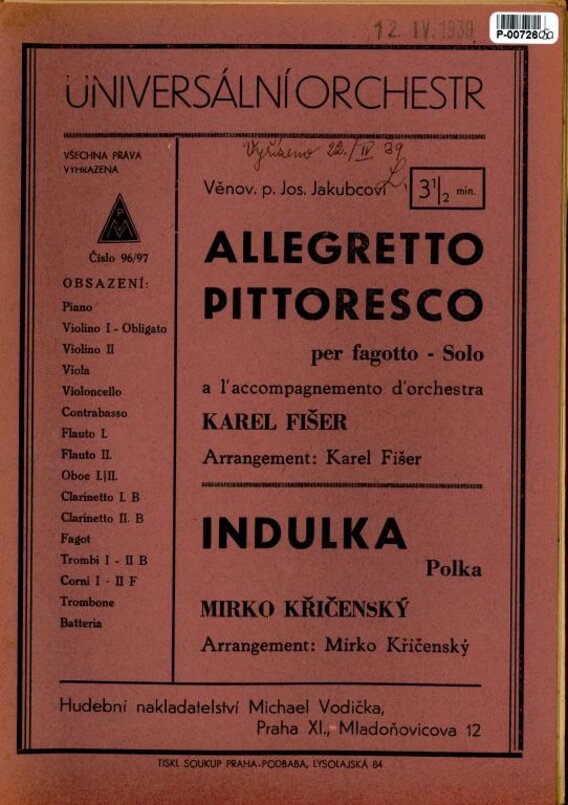 12. IV. 1939
P-00726
UNIVERSÁLNÍ ORCHESTR
VŠECHNA PRÁVA
VYHRAZENA
PM
Číslo 96/97
OBSAZENÍ:
Piano
Violino I - Obligato
Violino II
Viola
Violoncello
Contrabasso
Flauto I.
Flauto II.
Oboe I.|II.
Clarinetto I. B
Clarinetto II. B
Fagot
Trombi I - II B
Corni I - II F
Trombone
Batteria
Vyřízeno 22./IV 39
Věnov. p. Jos. Jakubcovi
3 1/2 min.
ALLEGRETTO
PITTORESCO
per fagotto - Solo
a l'accompagnemento d'orchestra
KAREL FIŠER
Arrangement: Karel Fišer
INDULKA
Polka
MIRKO KŘIČENSKÝ
Arrangement: Mirko Křičenský
Hudební nakladatelství Michael Vodička,
Praha XI., Mladoňovicova 12
TISKL SOUKUP PRAHA-PODBABA, LYSOLAJSKÁ 84